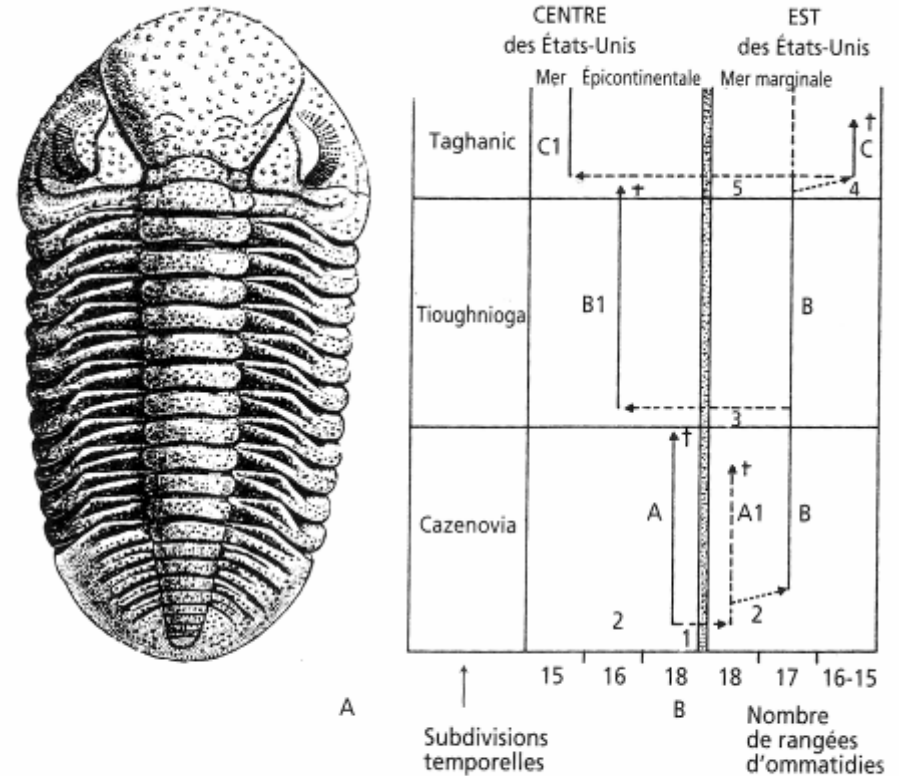 CENTRE
des États-Unis
EST
des États-Unis
Mer Épicontinentale
Mer marginale
Taghanic
C1
†
C
5
4
†
Tioughnioga
B1
B
3
Cazenovia
†
A
†
A1
B
2
1
2
15
16
18
18
17
16-15
A
B
Subdivisions
temporelles
Nombre
de rangées
d'ommatidies